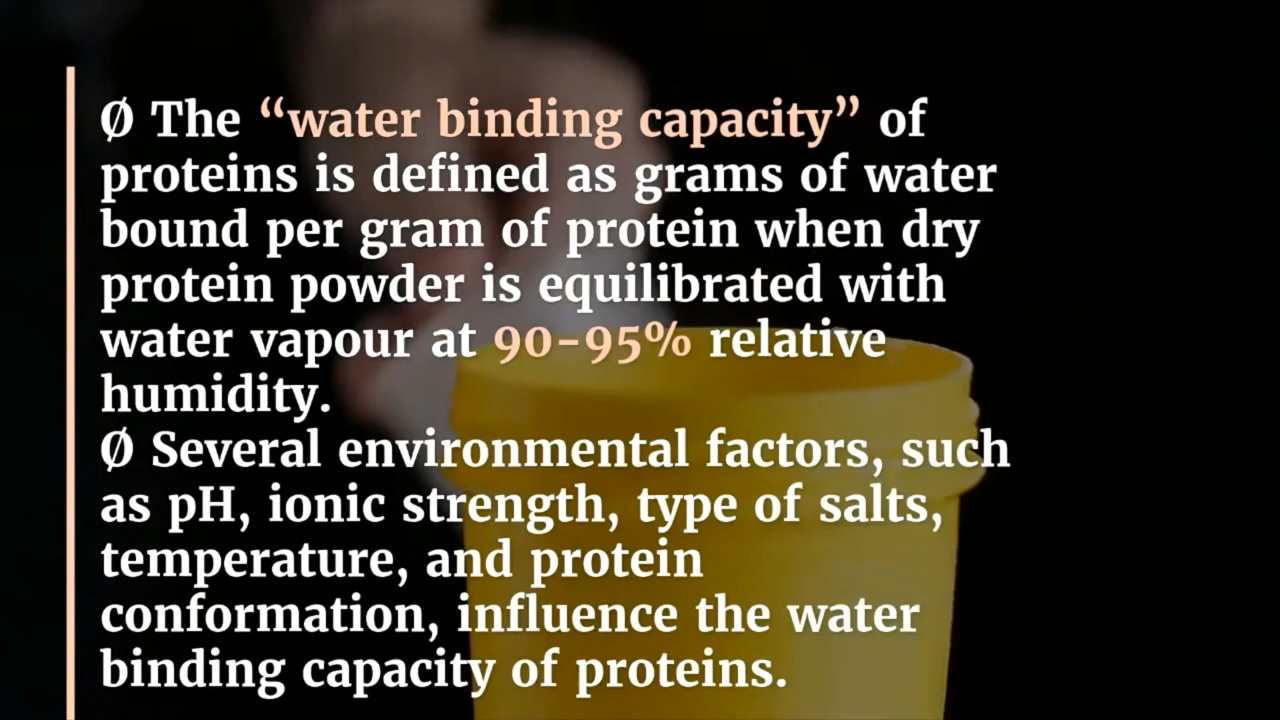 Ø The “water binding capacity” of
proteins is defined as grams of water
bound per gram of protein when dry
protein powder is equilibrated with
water vapour at 90-95% relative
humidity.
Ø Several environmental factors, such
as pH, ionic strength, type of salts,
temperature, and protein
conformation, influence the water
binding capacity of proteins.